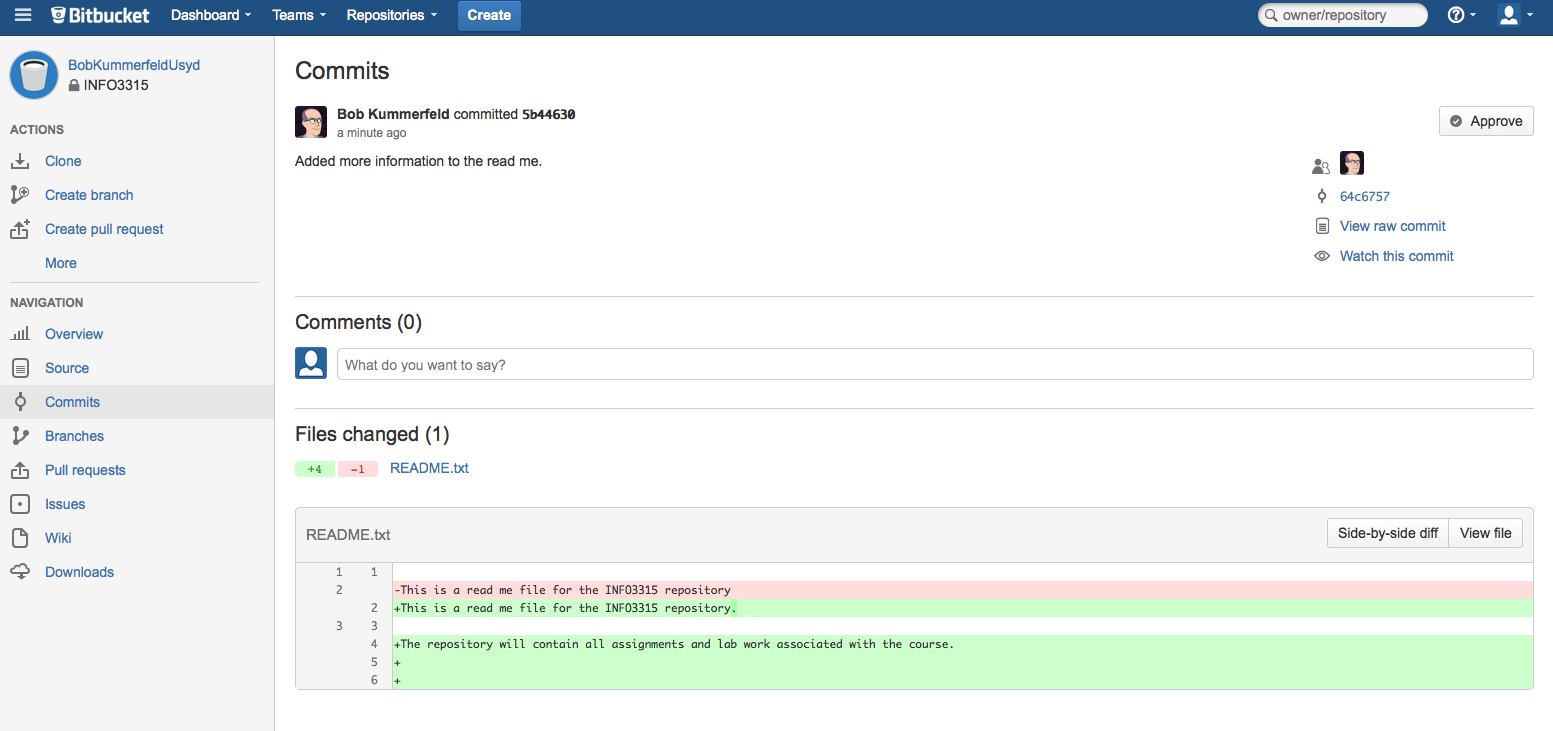 Bitbucket Dashboard Teams Repositories Create owner/repository
BobKummerfeldUsyd
INFO3315
ACTIONS
Clone
Create branch
Create pull request
More
NAVIGATION
Overview
Source
Commits
Branches
Pull requests
Issues
Wiki
Downloads
Commits
Bob Kummerfeld committed 5b44630
a minute ago
Approve
Added more information to the read me.
64c6757
View raw commit
Watch this commit
Comments (0)
What do you want to say?
Files changed (1)
+4 -1 README.txt
README.txt Side-by-side diff View file
1 1
2 -This is a read me file for the INFO3315 repository
2 +This is a read me file for the INFO3315 repository.
3 3
4 +The repository will contain all assignments and lab work associated with the course.
5 +
6 +